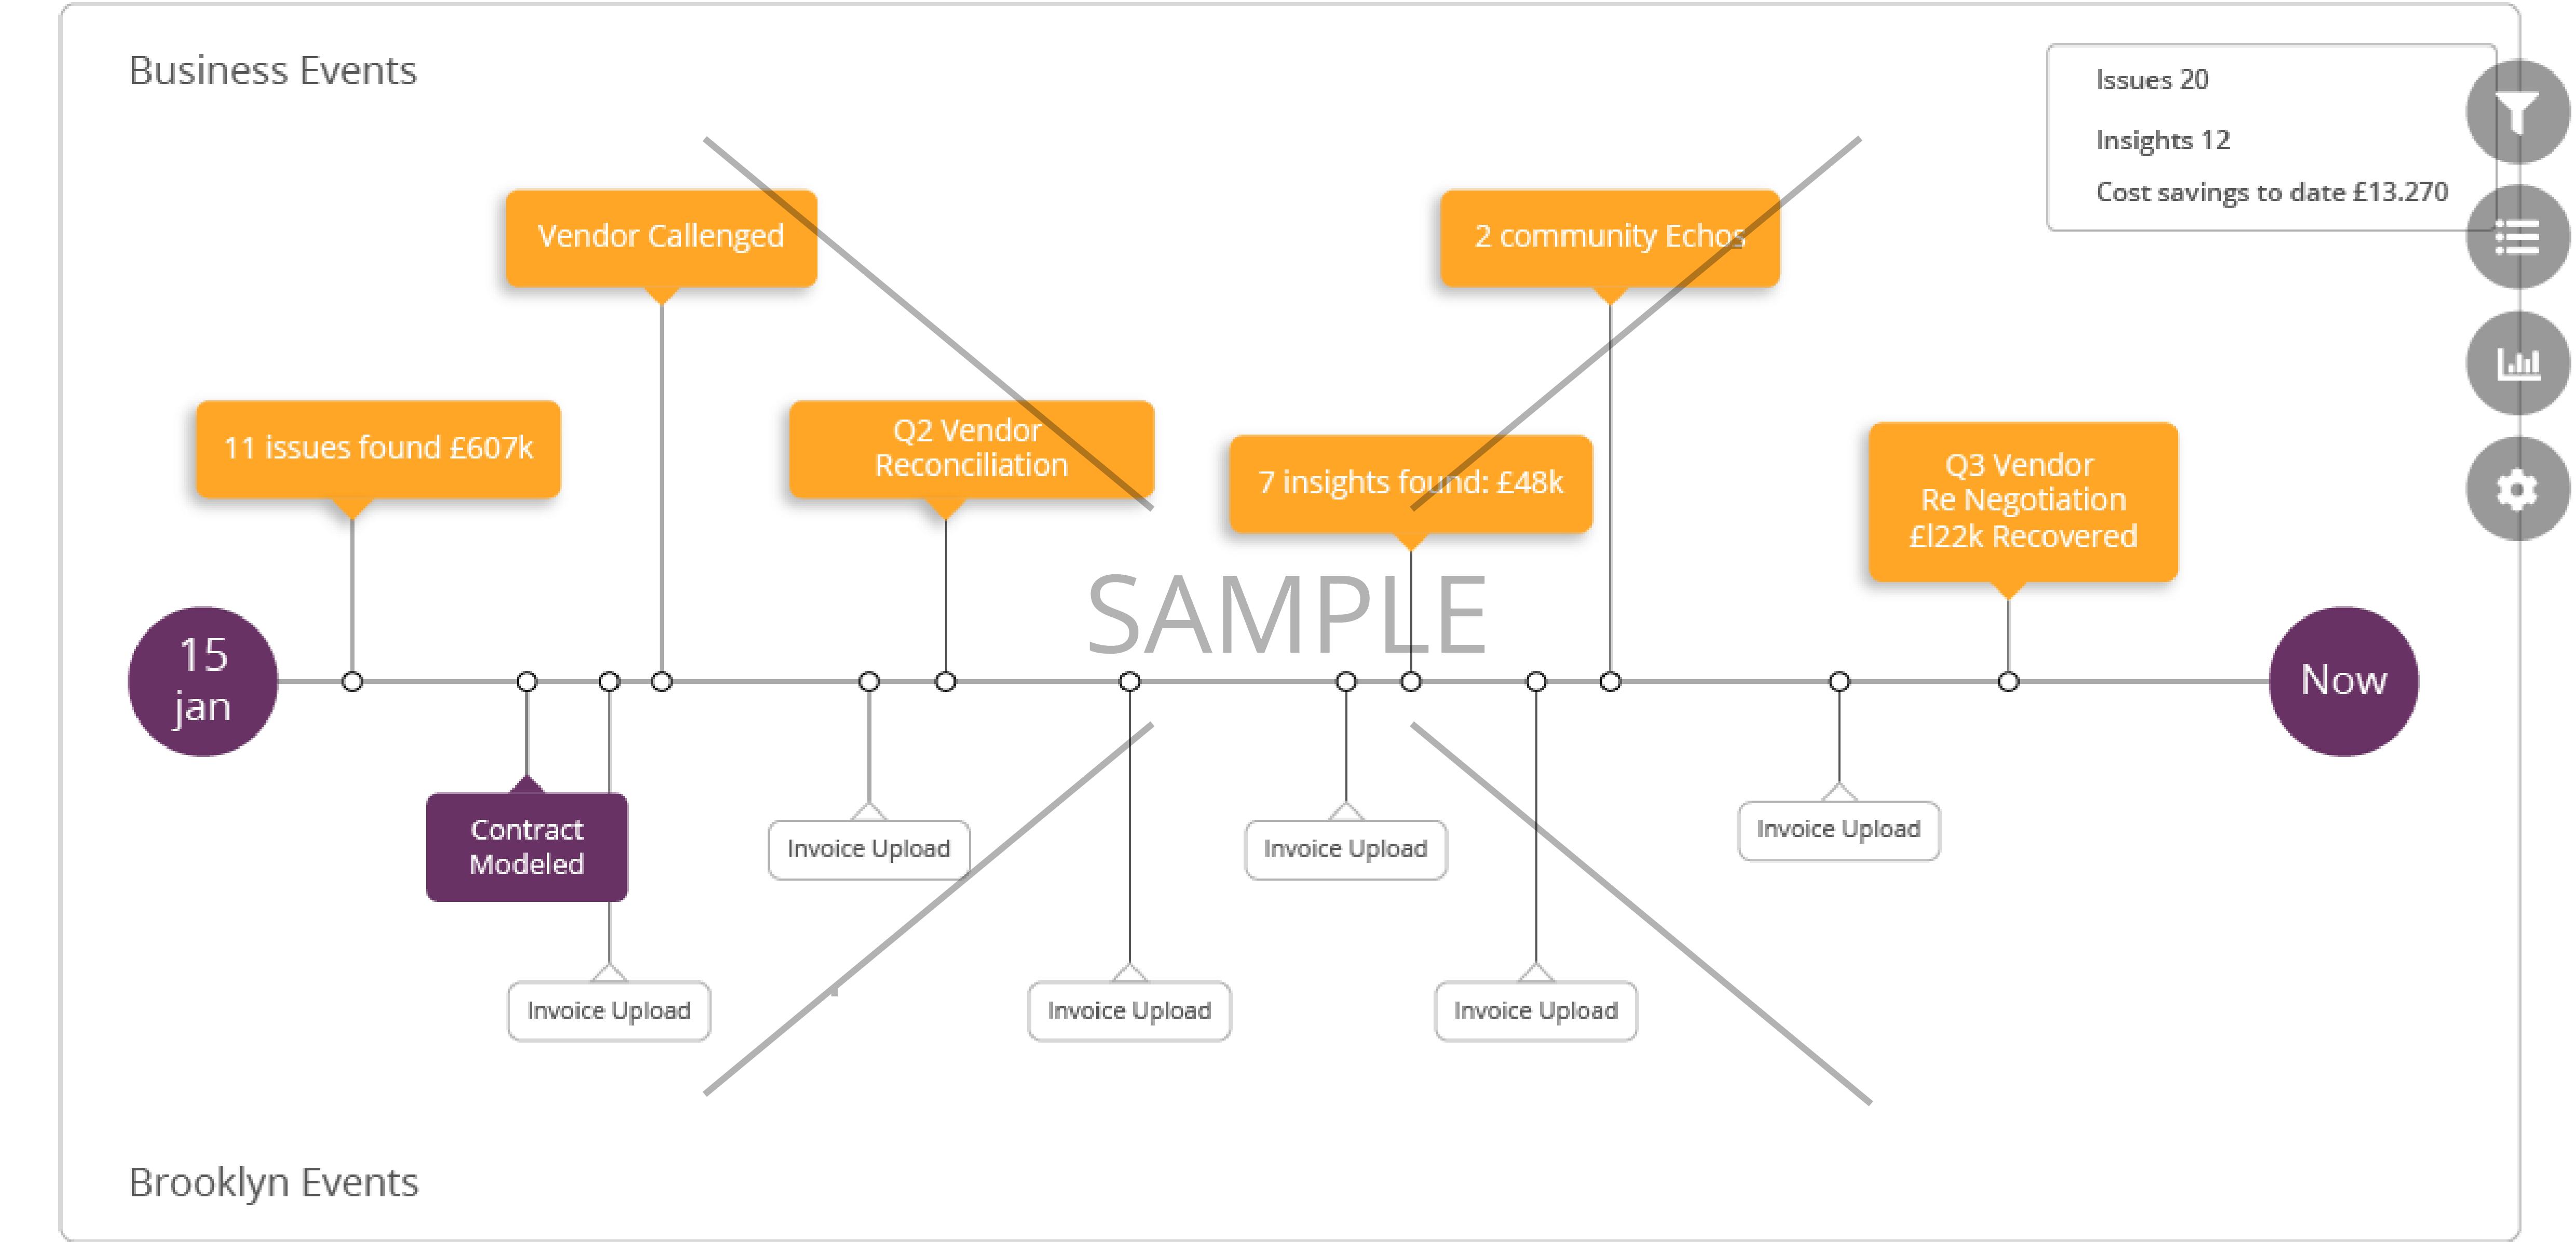 Business Events
Issues 20
Insights 12
Cost savings to date £13.270
Vendor Callenged
2 community Echos
11 issues found £607k
Q2 Vendor
Reconciliation
7 insights found: £48k
Q3 Vendor
Re Negotiation
£l22k Recovered
SAMPLE
15
jan
Now
Contract
Modeled
Invoice Upload
Invoice Upload
Invoice Upload
Invoice Upload
Invoice Upload
Invoice Upload
Brooklyn Events